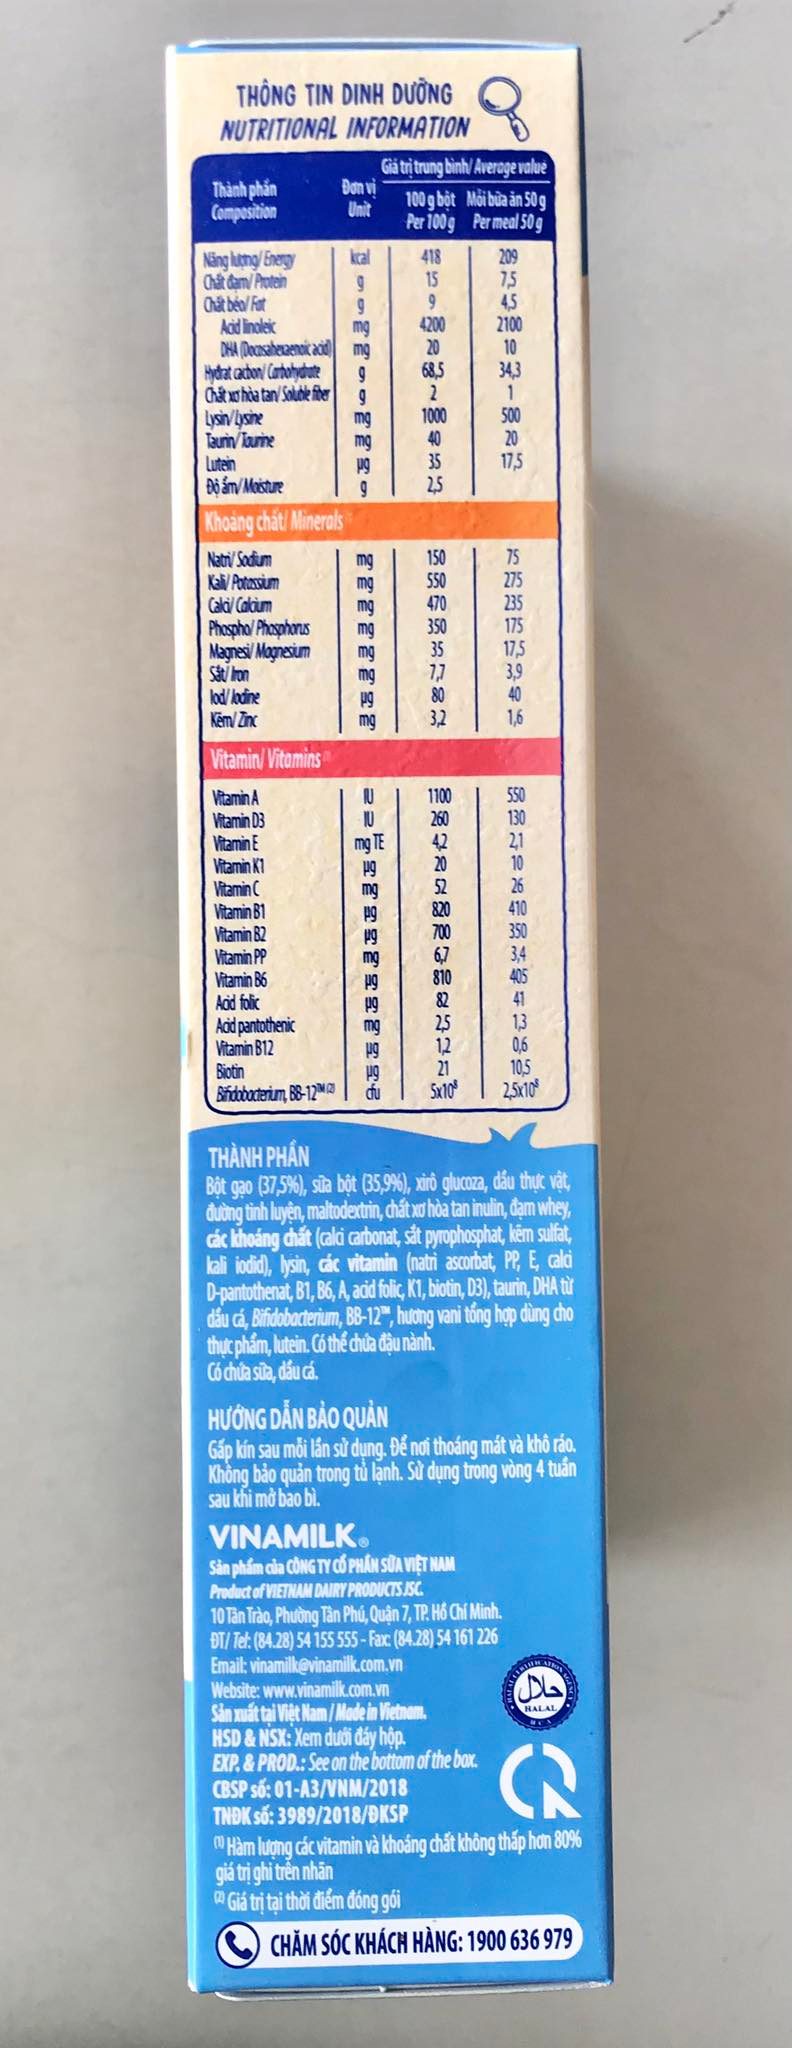 THÔNG TIN DINH DƯỠNG
NUTRITIONAL INFORMATION
Giá trị trung bình/ Average value
Thành phần Đơn vị 100 g bột Mỗi bữa ăn 50 g
Composition Unit Per 100 g Per meal 50 g
Năng lượng/ Energy kcal 418 209
Chất đạm/ Protein g 15 7,5
Chất béo/ Fat g 9 4,5
Acid linoleic mg 4200 2100
DHA (Docosahexaenoic acid) mg 20 10
Hydrat cacbon/ Carbohydrate g 68,5 34,3
Chất xơ hòa tan/ Soluble fiber g 2 1
Lysin/ Lysine mg 1000 500
Taurin/ Taurine mg 40 20
Lutein µg 35 17,5
Độ ẩm/ Moisture g 2,5
Khoáng chất/ Minerals
Natri/ Sodium mg 150 75
Kali/ Potassium mg 550 275
Calci/ Calcium mg 470 235
Phospho/ Phosphorus mg 350 175
Magnesi/ Magnesium mg 35 17,5
Sắt/ Iron mg 7,7 3,9
Iod/ Iodine µg 80 40
Kẽm/ Zinc mg 3,2 1,6
Vitamin/ Vitamins (1)
Vitamin A IU 1100 550
Vitamin D3 IU 260 130
Vitamin E mg TE 4,2 2,1
Vitamin K1 µg 20 10
Vitamin C mg 52 26
Vitamin B1 µg 820 410
Vitamin B2 µg 700 350
Vitamin PP mg 6,7 3,4
Vitamin B6 µg 810 405
Acid folic µg 82 41
Acid pantothenic mg 2,5 1,3
Vitamin B12 µg 1,2 0,6
Biotin µg 21 10,5
Bifidobacterium, BB-12™ (2) cfu 5x10⁸ 2,5x10⁸
THÀNH PHẦN
Bột gạo (37,5%), sữa bột (35,9%), xirô glucoza, dầu thực vật,
đường tinh luyện, maltodextrin, chất xơ hòa tan inulin, đạm whey,
các khoáng chất (calci carbonat, sắt pyrophosphat, kẽm sulfat,
kali iodid), lysin, các vitamin (natri ascorbat, PP, E, calci
D-pantothenat, B1, B6, A, acid folic, K1, biotin, D3), taurin, DHA từ
dầu cá, Bifidobacterium, BB-12™, hương vani tổng hợp dùng cho
thực phẩm, lutein. Có thể chứa đậu nành.
Có chứa sữa, dầu cá.
HƯỚNG DẪN BẢO QUẢN
Gấp kín sau mỗi lần sử dụng. Để nơi thoáng mát và khô ráo.
Không bảo quản trong tủ lạnh. Sử dụng trong vòng 4 tuần
sau khi mở bao bì.
VINAMILK®
Sản phẩm của CÔNG TY CỔ PHẦN SỮA VIỆT NAM
Product of VIETNAM DAIRY PRODUCTS JSC.
10 Tân Trào, Phường Tân Phú, Quận 7, TP. Hồ Chí Minh.
ĐT/ Tel: (84.28) 54 155 555 - Fax: (84.28) 54 161 226
Email: vinamilk@vinamilk.com.vn
Website: www.vinamilk.com.vn
Sản xuất tại Việt Nam / Made in Vietnam.
HSD & NSX: Xem dưới đáy hộp.
EXP. & PROD.: See on the bottom of the box.
CBSP số: 01-A3/VNM/2018
TNĐK số: 3989/2018/ĐKSP
HALAL CERTIFICATION AGENCY
حلال
HALAL
HCA
(1) Hàm lượng các vitamin và khoáng chất không thấp hơn 80%
giá trị ghi trên nhãn
(2) Giá trị tại thời điểm đóng gói
CHĂM SÓC KHÁCH HÀNG: 1900 636 979